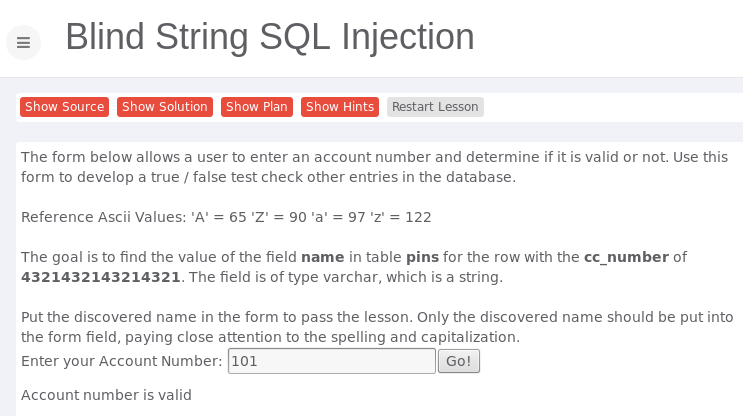 Blind String SQL Injection
Show Source Show Solution Show Plan Show Hints Restart Lesson
The form below allows a user to enter an account number and determine if it is valid or not. Use this
form to develop a true / false test check other entries in the database.
Reference Ascii Values: 'A' = 65 'Z' = 90 'a' = 97 'z' = 122
The goal is to find the value of the field name in table pins for the row with the cc_number of
4321432143214321. The field is of type varchar, which is a string.
Put the discovered name in the form to pass the lesson. Only the discovered name should be put into
the form field, paying close attention to the spelling and capitalization.
Enter your Account Number: 101 Go!
Account number is valid